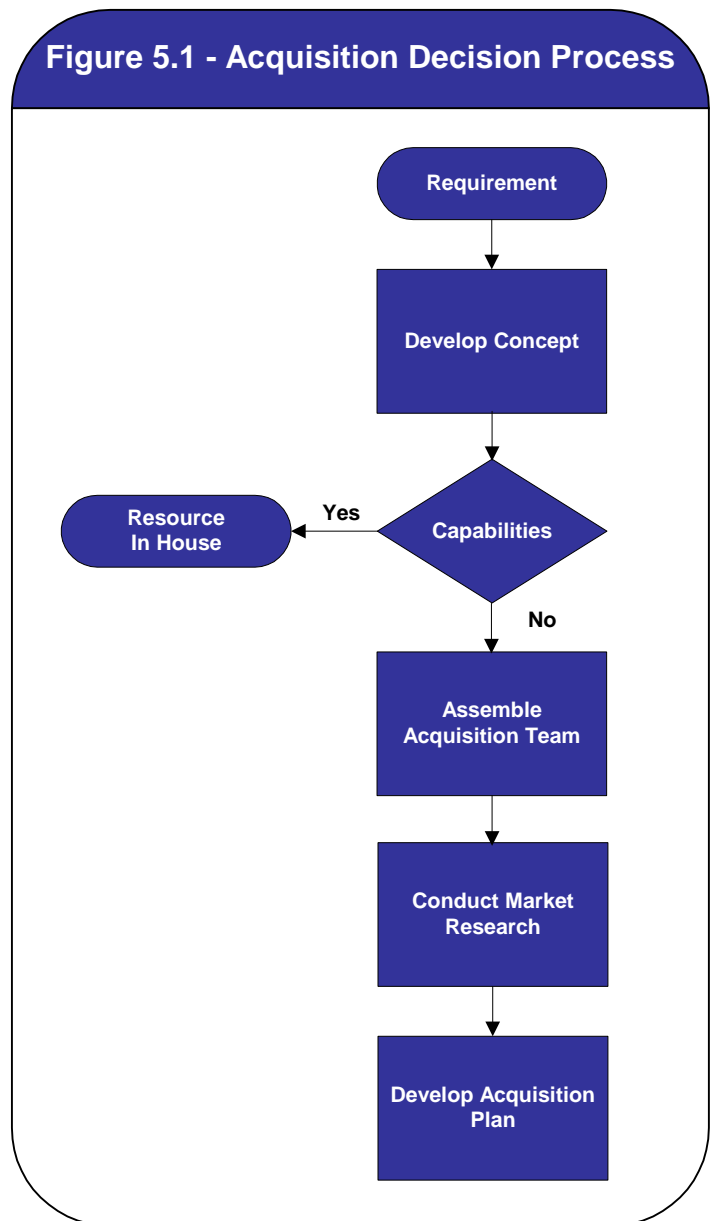 Figure 5.1 - Acquisition Decision Process
Requirement
Develop Concept
Resource
In House
Yes
Capabilities
No
Assemble
Acquisition Team
Conduct Market
Research
Develop Acquisition
Plan